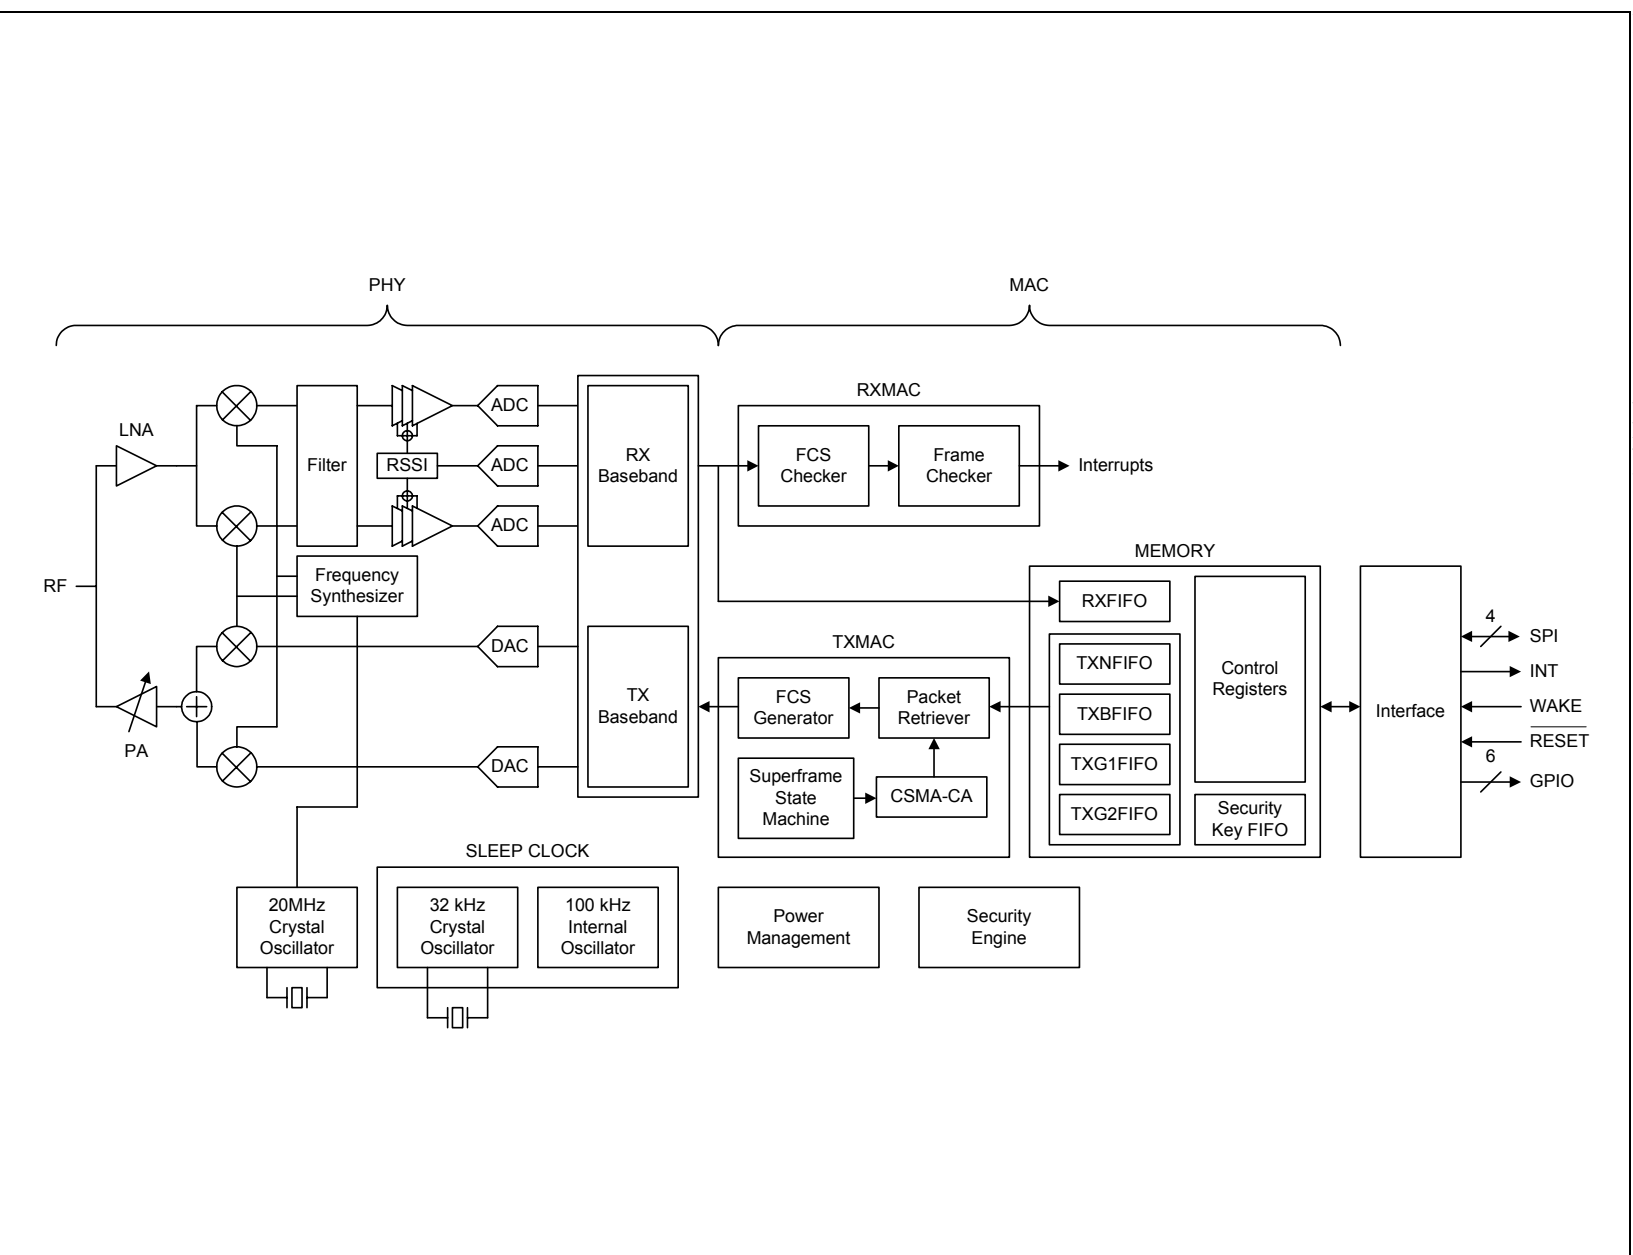 PHY
MAC
RXMAC
LNA
ADC
ADC
ADC
Filter
RSSI
RX
Baseband
FCS
Checker
Frame
Checker
Interrupts
RF
Frequency
Synthesizer
MEMORY
RXFIFO
TXNFIFO
TXBFIFO
TXG1FIFO
TXG2FIFO
Control
Registers
Security
Key FIFO
Interface
4
SPI
INT
WAKE
RESET
6
GPIO
DAC
DAC
TX
Baseband
PA
TXMAC
FCS
Generator
Packet
Retriever
Superframe
State
Machine
CSMA-CA
SLEEP CLOCK
20MHz
Crystal
Oscillator
32 kHz
Crystal
Oscillator
100 kHz
Internal
Oscillator
Power
Management
Security
Engine